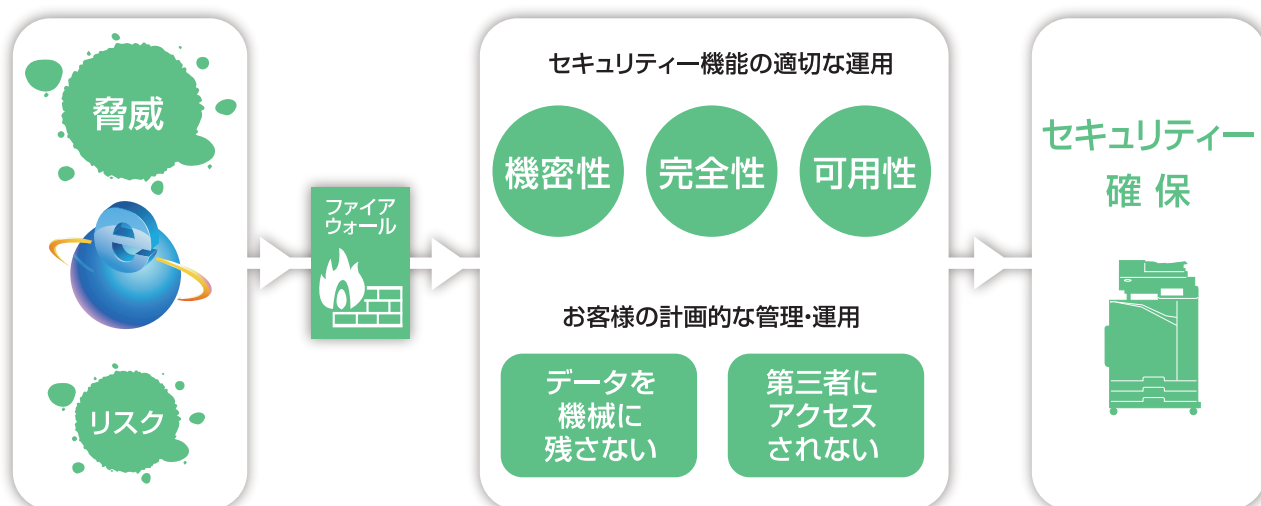 脅威
e
リスク
ファイア
ウォール
セキュリティー機能の適切な運用
機密性
完全性
可用性
お客様の計画的な管理・運用
データを
機械に
残さない
第三者に
アクセス
されない
セキュリティー
確保